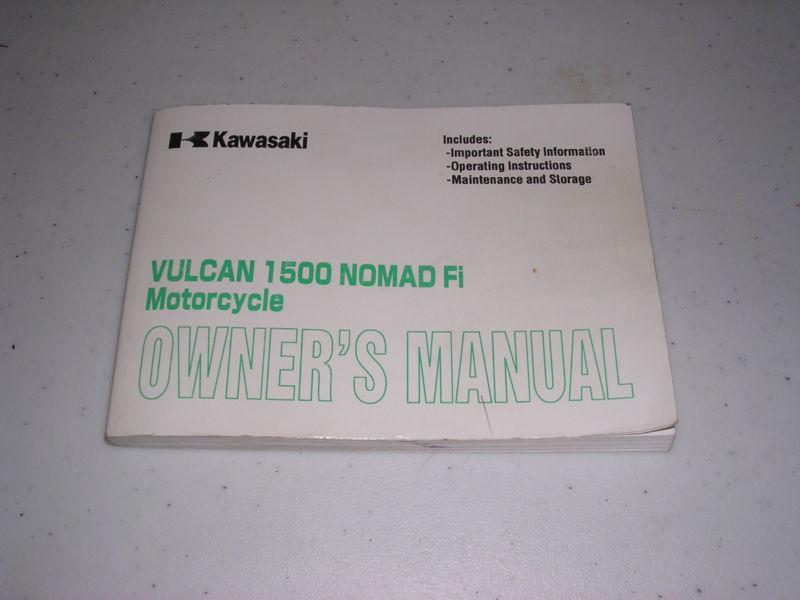 Kawasaki
Includes:
-Important Safety Information
-Operating Instructions
-Maintenance and Storage
VULCAN 1500 NOMAD Fi
Motorcycle
OWNER'S MANUAL